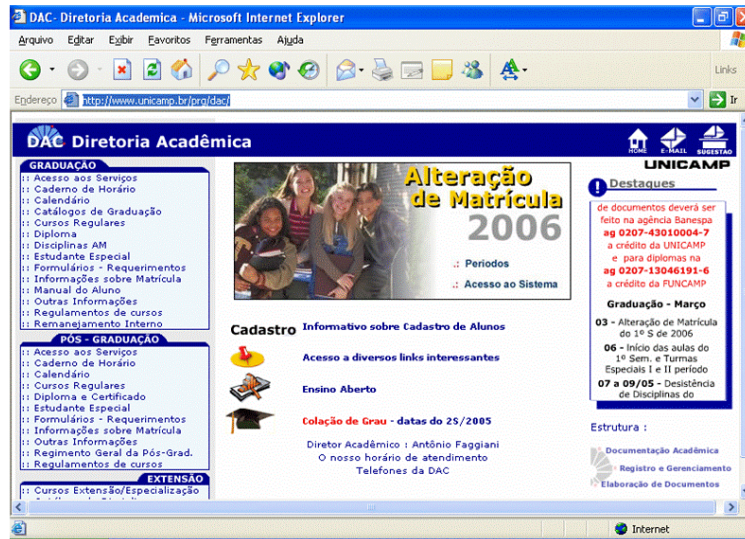 DAC- Diretoria Academica - Microsoft Internet Explorer
Arquivo Editar Exibir Favoritos Ferramentas Ajuda
Links
Endereço http://www.unicamp.br/prg/dac/ Ir
DAC Diretoria Acadêmica
HOME E-MAIL SUGESTAO
UNICAMP
GRADUAÇÃO
:: Acesso aos Serviços
:: Caderno de Horário
:: Calendário
:: Catálogos de Graduação
:: Cursos Regulares
:: Diploma
:: Disciplinas AM
:: Estudante Especial
:: Formulários - Requerimentos
:: Informações sobre Matrícula
:: Manual do Aluno
:: Outras Informações
:: Regulamentos de cursos
:: Remanejamento Interno
PÓS - GRADUAÇÃO
:: Acesso aos Serviços
:: Caderno de Horário
:: Calendário
:: Cursos Regulares
:: Diploma e Certificado
:: Estudante Especial
:: Formulários - Requerimentos
:: Informações sobre Matrícula
:: Outras Informações
:: Regimento Geral da Pós-Grad.
:: Regulamentos de cursos
EXTENSÃO
:: Cursos Extensão/Especialização
Alteração
de Matrícula
2006
.: Periodos
.: Acesso ao Sistema
Cadastro Informativo sobre Cadastro de Alunos
Acesso a diversos links interessantes
Ensino Aberto
Colação de Grau - datas do 2S/2005
Diretor Acadêmico : Antônio Faggiani
O nosso horário de atendimento
Telefones da DAC
Destaques
de documentos deverá ser
feito na agência Banespa
ag 0207-43010004-7
a crédito da UNICAMP
e para diplomas na
ag 0207-13046191-6
a crédito da FUNCAMP
Graduação - Março
03 - Alteração de Matrícula
do 1º S de 2006
06 - Início das aulas do
1º Sem. e Turmas
Especiais I e II período
07 a 09/05 - Desistência
de Disciplinas do
Estrutura :
Documentação Acadêmica
Registro e Gerenciamento
Elaboração de Documentos
Internet